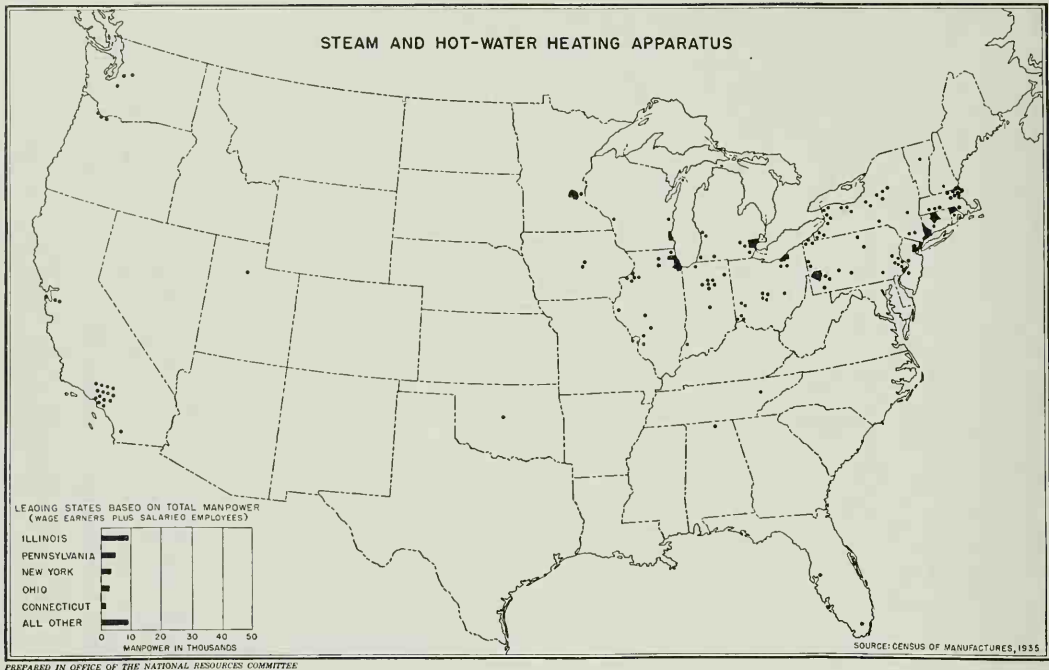 STEAM AND HOT-WATER HEATING APPARATUS
LEADING STATES BASED ON TOTAL MANPOWER
(WAGE EARNERS PLUS SALARIED EMPLOYEES)
ILLINOIS
PENNSYLVANIA
NEW YORK
OHIO
CONNECTICUT
ALL OTHER
0 10 20 30 40 50
MANPOWER IN THOUSANDS
SOURCE: CENSUS OF MANUFACTURES, 1935
PREPARED IN OFFICE OF THE NATIONAL RESOURCES COMMITTEE